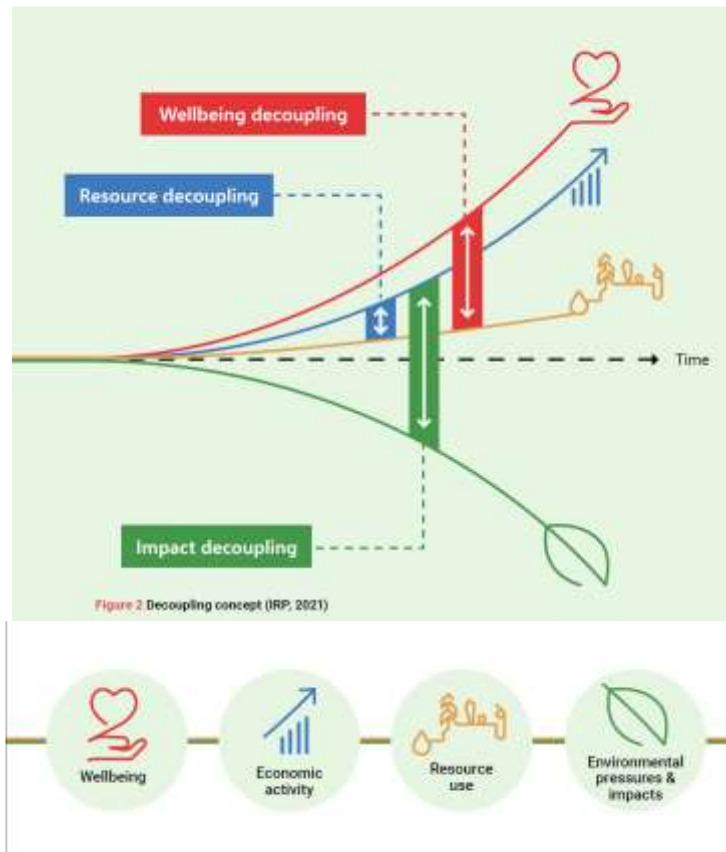 Wellbeing decoupling
Resource decoupling
Time
Impact decoupling
Figure 2 Decoupling concept (IRP, 2021)
Wellbeing
Economic
activity
Resource
use
Environmental
pressures &
impacts